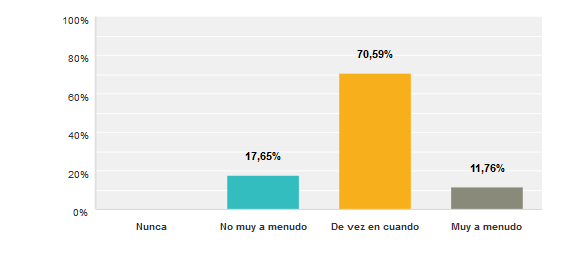 100%
80%
60%
40%
20%
0%
70,59%
17,65%
11,76%
Nunca
No muy a menudo
De vez en cuando
Muy a menudo